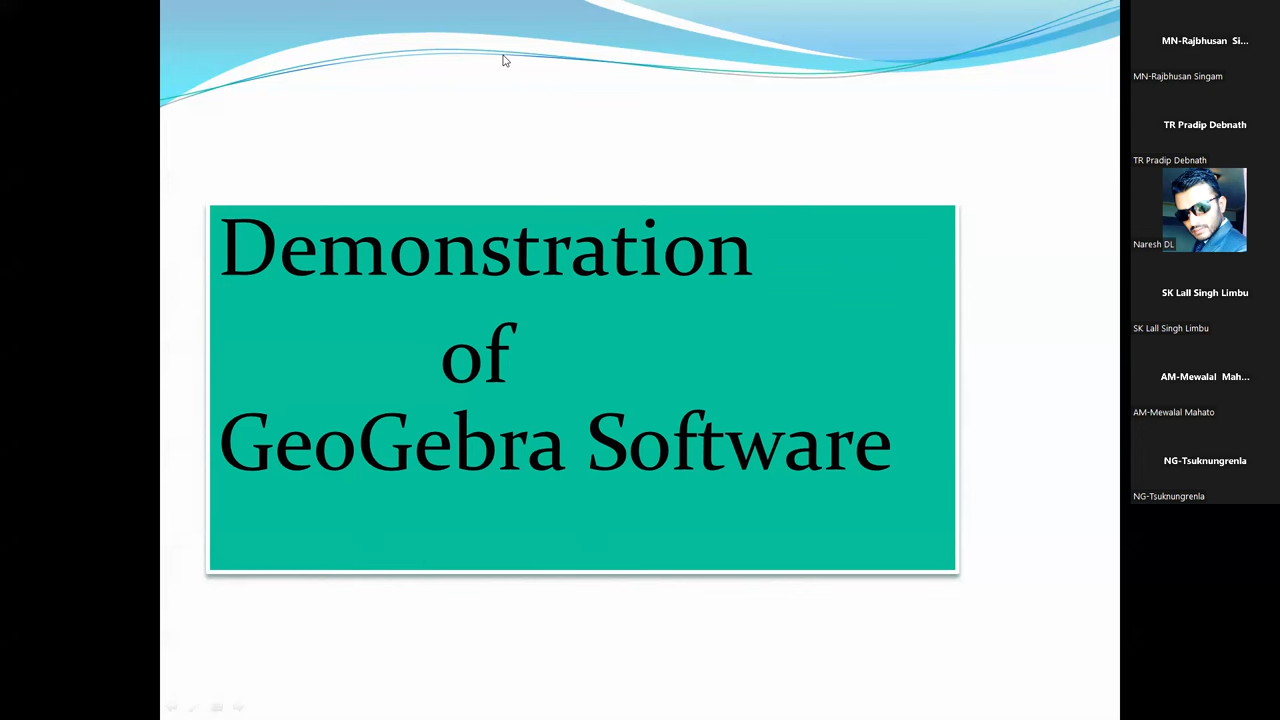 Demonstration
of
GeoGebra Software
MN-Rajbhusan Si...
MN-Rajbhusan Singam
TR Pradip Debnath
TR Pradip Debnath
Naresh DL
SK Lall Singh Limbu
SK Lall Singh Limbu
AM-Mewalal Mah...
AM-Mewalal Mahato
NG-Tsuknungrenla
NG-Tsuknungrenla